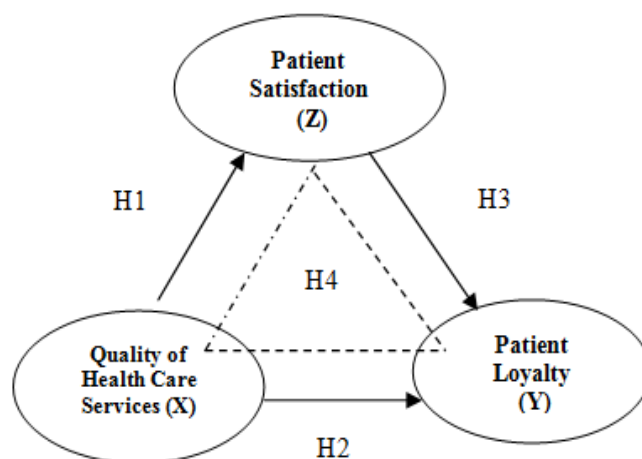 Patient
Satisfaction
(Z)
H1
H3
H4
Quality of
Health Care
Services (X)
Patient
Loyalty
(Y)
H2